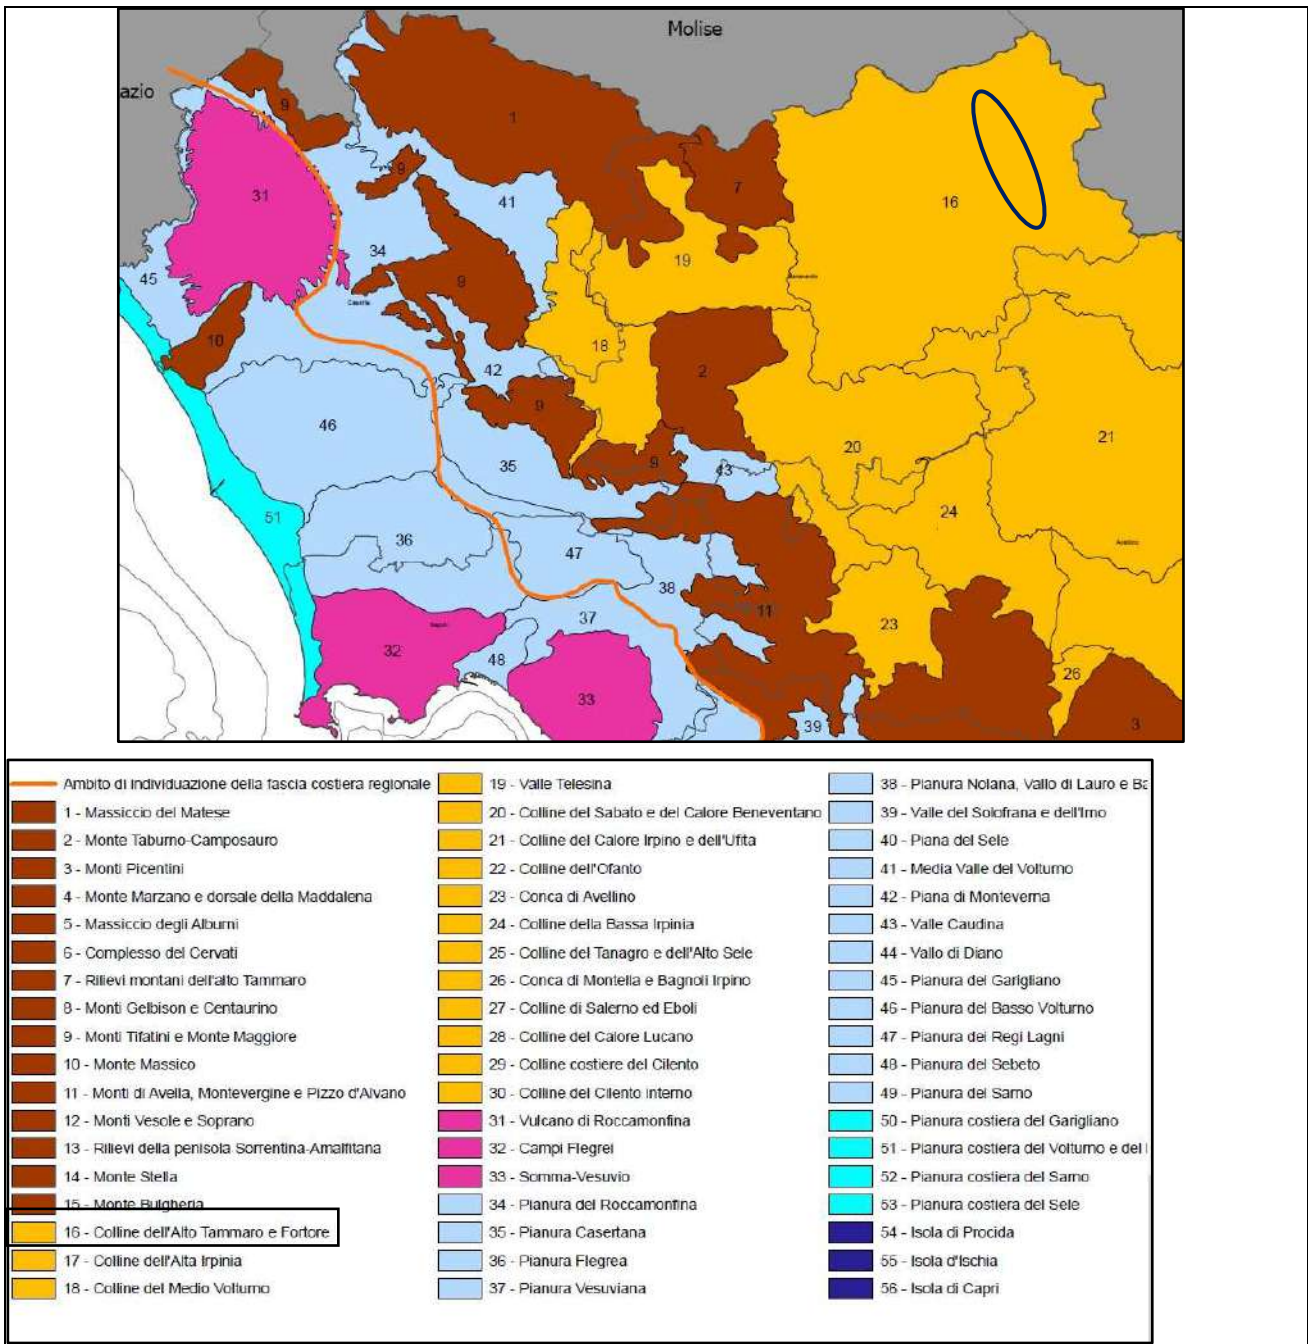 Molise
azio
9
1
7
16
31
9
41
34
19
45
9
Caserta
Benevento
10
18
42
2
46
9
20
21
35
9
43
24
51
36
47
Avellino
38
11
37
23
32
Napoli
48
26
33
39
3
Ambito di individuazione della fascia costiera regionale
1 - Massiccio del Matese
2 - Monte Taburno-Camposauro
3 - Monti Picentini
4 - Monte Marzano e dorsale della Maddalena
5 - Massiccio degli Alburni
6 - Complesso del Cervati
7 - Rilievi montani dell'alto Tammaro
8 - Monti Gelbison e Centaurino
9 - Monti Tifatini e Monte Maggiore
10 - Monte Massico
11 - Monti di Avella, Montevergine e Pizzo d'Alvano
12 - Monti Vesole e Soprano
13 - Rilievi della penisola Sorrentina-Amalfitana
14 - Monte Stella
15 - Monte Bulgheria
16 - Colline dell'Alto Tammaro e Fortore
17 - Colline dell'Alta Irpinia
18 - Colline del Medio Volturno
19 - Valle Telesina
20 - Colline del Sabato e del Calore Beneventano
21 - Colline del Calore Irpino e dell'Ufita
22 - Colline dell'Ofanto
23 - Conca di Avellino
24 - Colline della Bassa Irpinia
25 - Colline del Tanagro e dell'Alto Sele
26 - Conca di Montella e Bagnoli Irpino
27 - Colline di Salerno ed Eboli
28 - Colline del Calore Lucano
29 - Colline costiere del Cilento
30 - Colline del Cilento interno
31 - Vulcano di Roccamonfina
32 - Campi Flegrei
33 - Somma-Vesuvio
34 - Pianura del Roccamonfina
35 - Pianura Casertana
36 - Pianura Flegrea
37 - Pianura Vesuviana
38 - Pianura Nolana, Vallo di Lauro e Ba
39 - Valle del Solofrana e dell'Irno
40 - Piana del Sele
41 - Media Valle del Volturno
42 - Piana di Monteverna
43 - Valle Caudina
44 - Vallo di Diano
45 - Pianura del Garigliano
46 - Pianura del Basso Volturno
47 - Pianura dei Regi Lagni
48 - Pianura del Sebeto
49 - Pianura del Sarno
50 - Pianura costiera del Garigliano
51 - Pianura costiera del Volturno e del
52 - Pianura costiera del Sarno
53 - Pianura costiera del Sele
54 - Isola di Procida
55 - Isola d'Ischia
56 - Isola di Capri